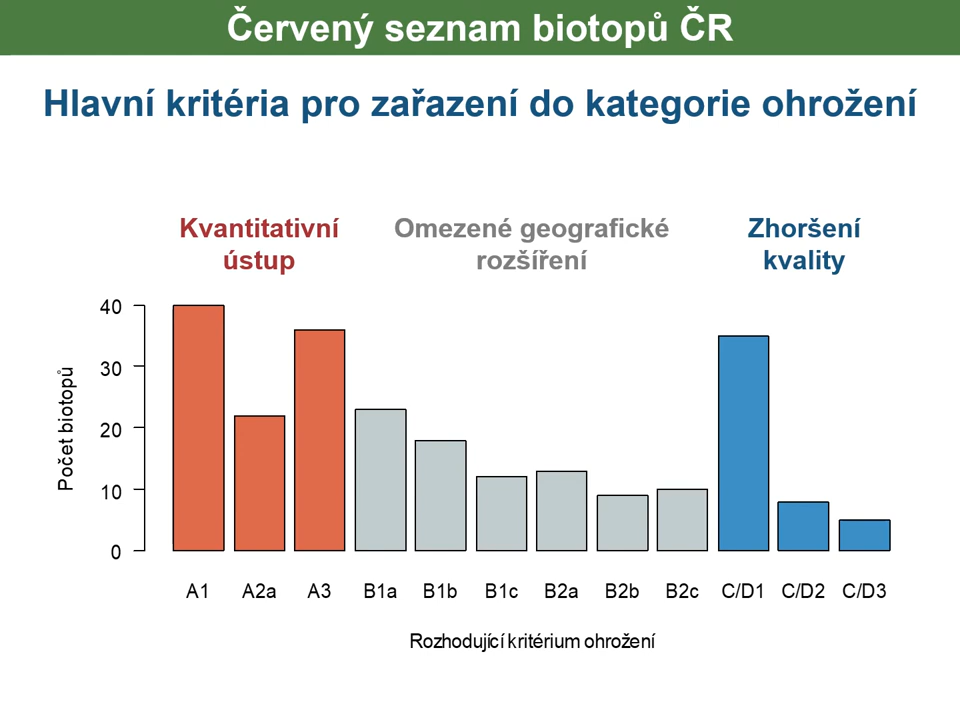 Červený seznam biotopů ČR
Hlavní kritéria pro zařazení do kategorie ohrožení
Kvantitativní
ústup
Omezené geografické
rozšíření
Zhoršení
kvality
40
30
20
10
0
Počet biotopů
A1 A2a A3 B1a B1b B1c B2a B2b B2c C/D1 C/D2 C/D3
Rozhodující kritérium ohrožení